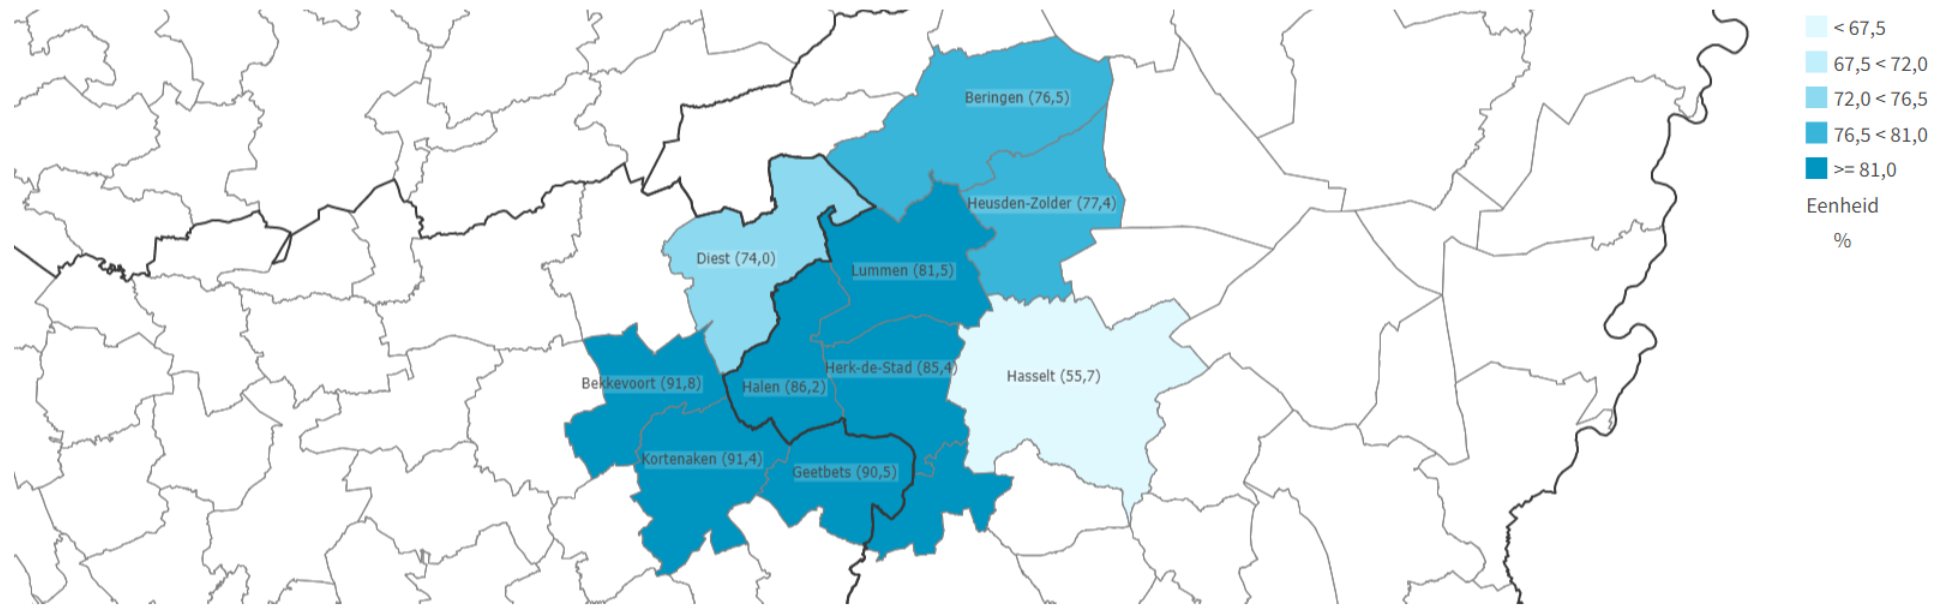 Beringen (76,5)
Heusden-Zolder (77,4)
Diest (74,0)
Lummen (81,5)
Herk-de-Stad (85,4)
Hasselt (55,7)
Bekkevoort (91,8)
Halen (86,2)
Kortenaken (91,4)
Geetbets (90,5)
< 67,5
67,5 < 72,0
72,0 < 76,5
76,5 < 81,0
>= 81,0
Eenheid
%